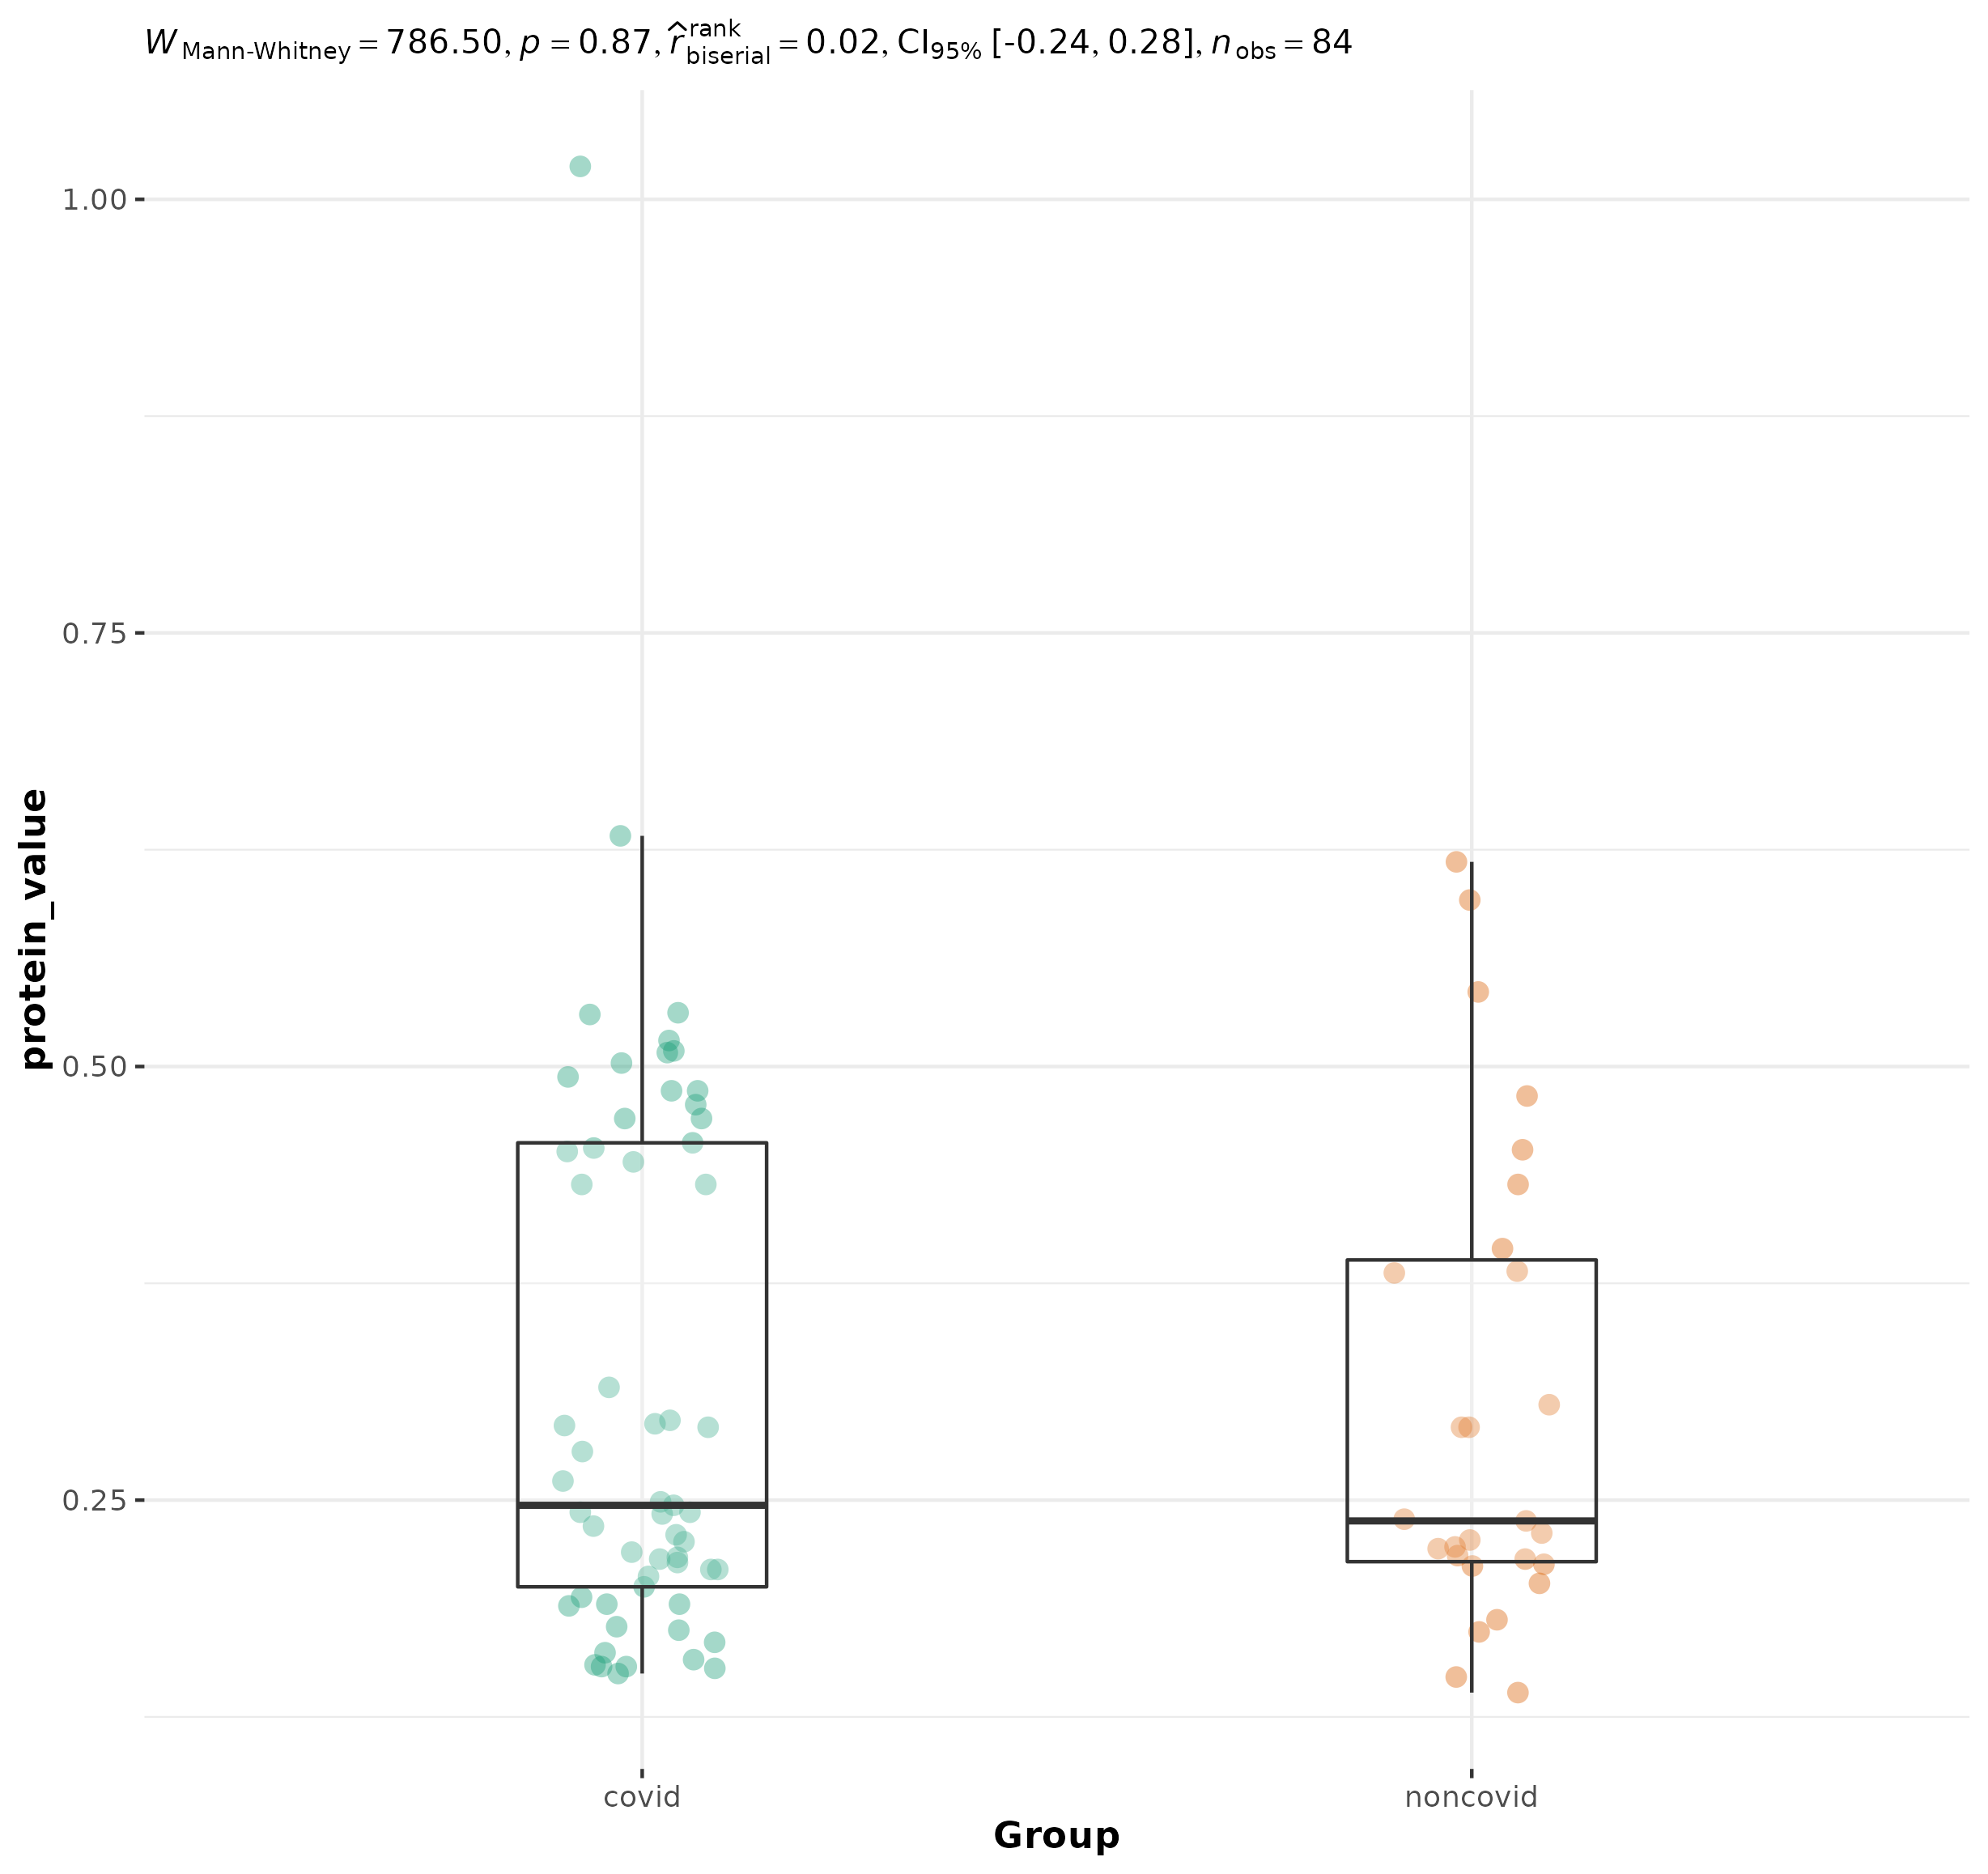 W Mann-Whitney = 786.50, p = 0.87, r̂ rank biserial = 0.02, CI95% [-0.24, 0.28], n obs = 84
1.00
0.75
0.50
0.25
protein_value
covid noncovid
Group